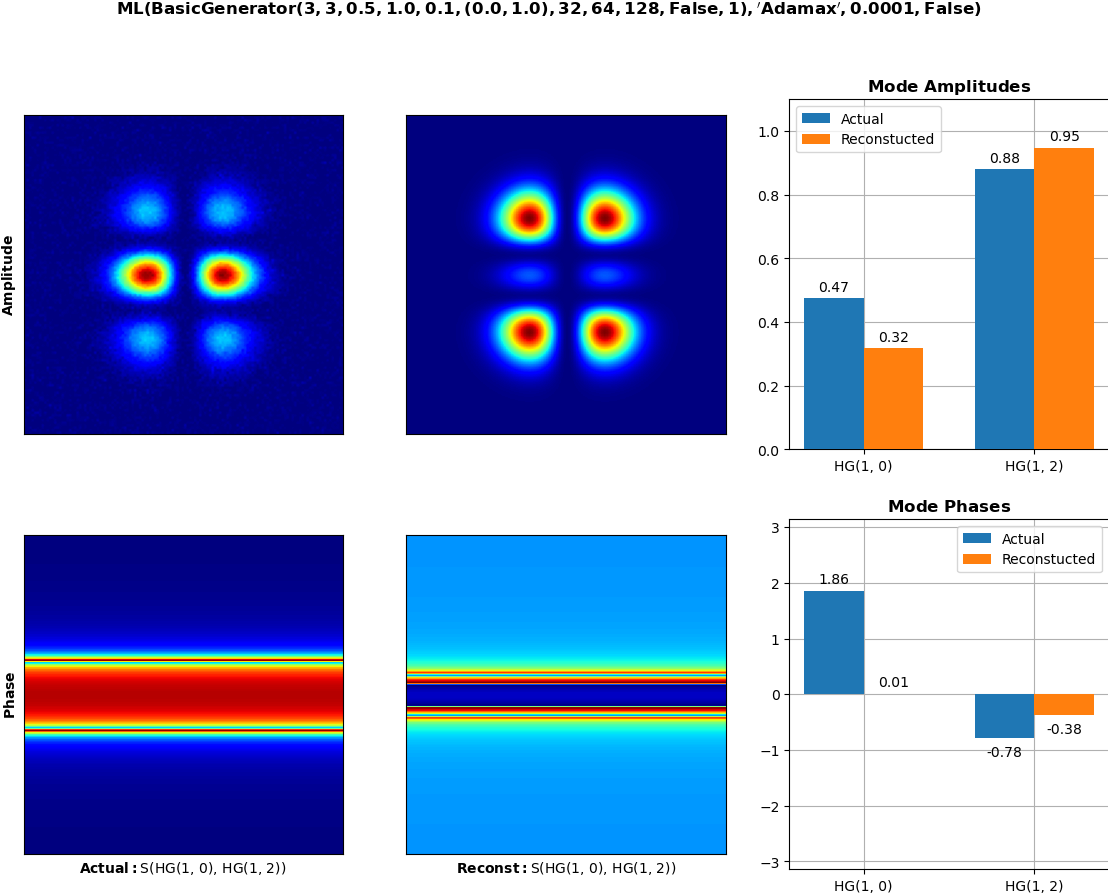 ML(BasicGenerator(3, 3, 0.5, 1.0, 0.1, (0.0, 1.0), 32, 64, 128, False, 1), 'Adamax', 0.0001, False)
Amplitude
Mode Amplitudes
Actual
Reconstucted
1.0
0.8
0.6
0.4
0.2
0.0
0.47
0.32
0.88
0.95
HG(1, 0)
HG(1, 2)
Phase
Actual: S(HG(1, 0), HG(1, 2))
Reconst: S(HG(1, 0), HG(1, 2))
Mode Phases
Actual
Reconstucted
3
2
1
0
−1
−2
−3
1.86
0.01
-0.78
-0.38
HG(1, 0)
HG(1, 2)